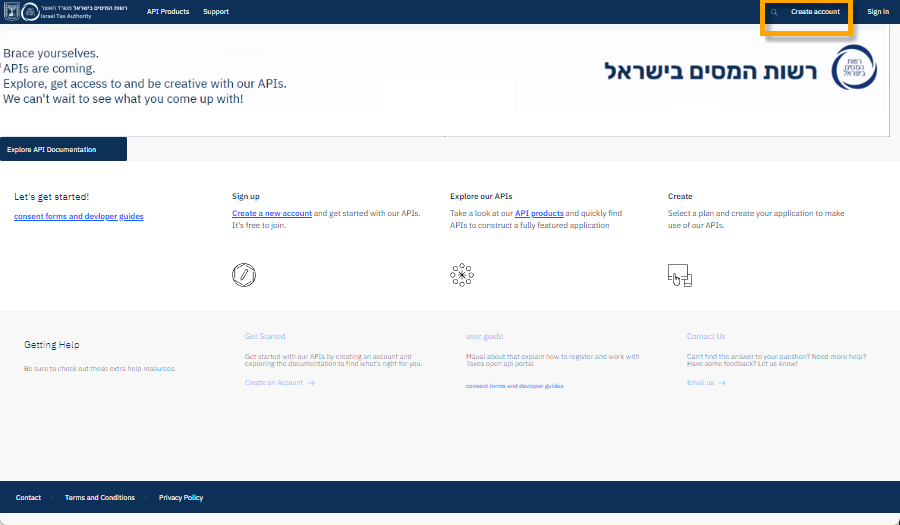 רשות המסים בישראל משרד האוצר
Israel Tax Authority
API Products
Support
Create account
Sign in
Brace yourselves.
APIs are coming.
Explore, get access to and be creative with our APIs.
We can't wait to see what you come up with!
רשות המסים בישראל
רשות
המסים
בישראל
Explore API Documentation
Let's get started!
consent forms and devloper guides
Sign up
Create a new account and get started with our APIs.
It's free to join.
Explore our APIs
Take a look at our API products and quickly find
APIs to construct a fully featured application
Create
Select a plan and create your application to make
use of our APIs.
Getting Help
Be sure to check out these extra help resources.
Get Started
Get started with our APIs by creating an account and
exploring the documentation to find what's right for you.
Create an Account →
user guide
Maual about that explain how to register and work with
Taxes open api portal
consent forms and devloper guides
Contact Us
Can't find the answer to your question? Need more help?
Have some feedback? Let us know!
Email us →
Contact
Terms and Conditions
Privacy Policy